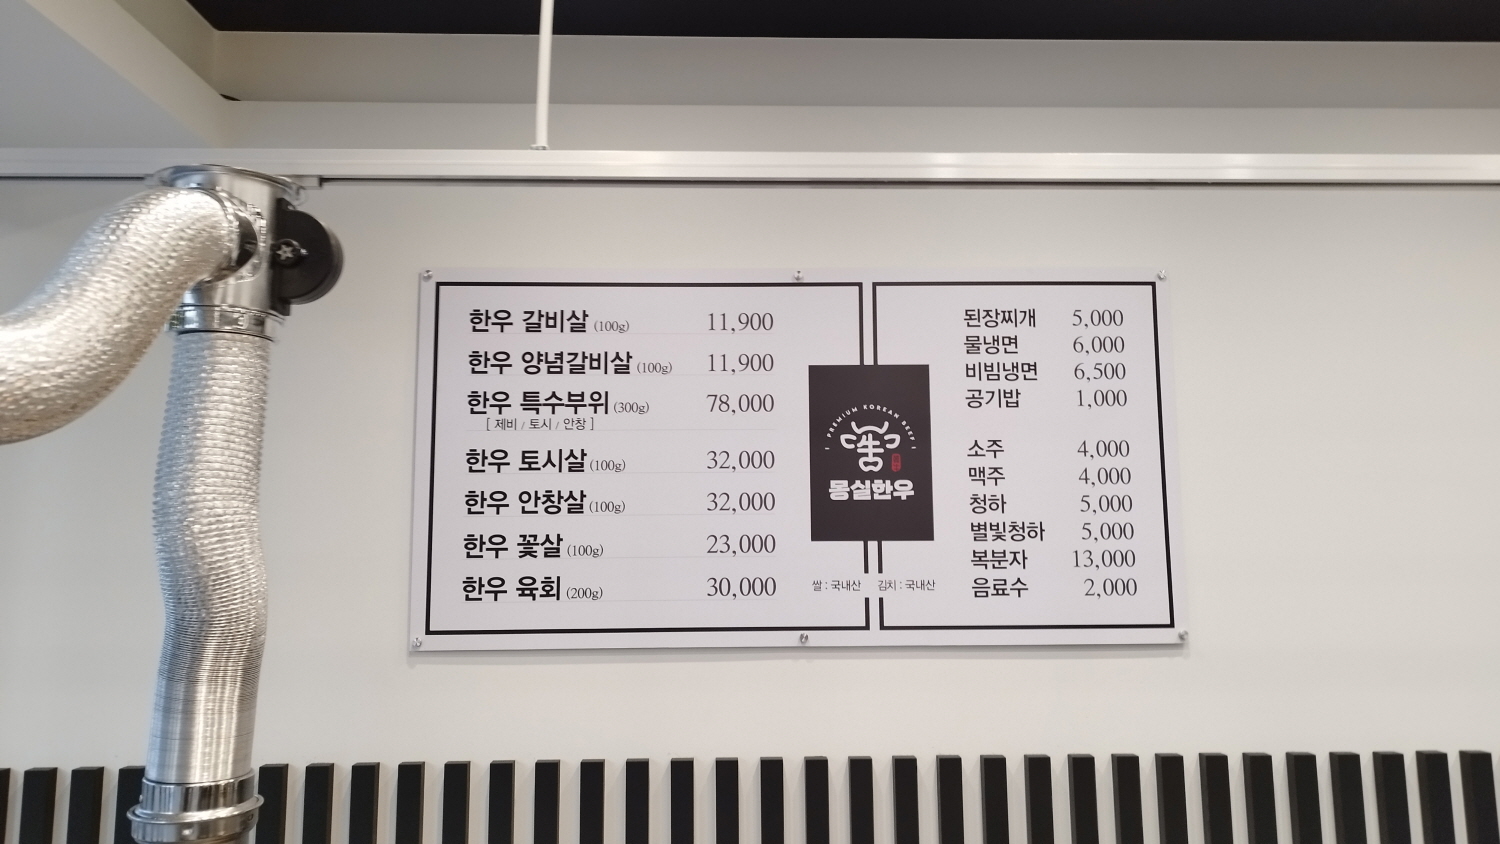 한우 갈비살 (100g) 11,900
한우 양념갈비살 (100g) 11,900
한우 특수부위 (300g) 78,000
[ 제비 / 토시 / 안창 ]
한우 토시살 (100g) 32,000
한우 안창살 (100g) 32,000
한우 꽃살 (100g) 23,000
한우 육회 (200g) 30,000
PREMIUM KOREAN BEEF
몽실한우
쌀 : 국내산 김치 : 국내산
된장찌개 5,000
물냉면 6,000
비빔냉면 6,500
공기밥 1,000
소주 4,000
맥주 4,000
청하 5,000
별빛청하 5,000
복분자 13,000
음료수 2,000